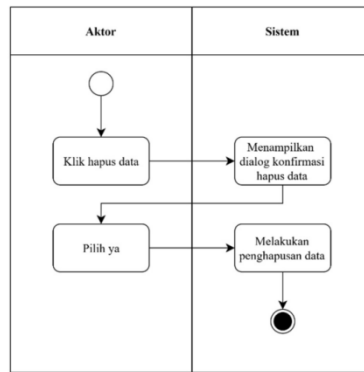 Aktor
Sistem
Klik hapus data
Menampilkan
dialog konfirmasi
hapus data
Pilih ya
Melakukan
penghapusan data